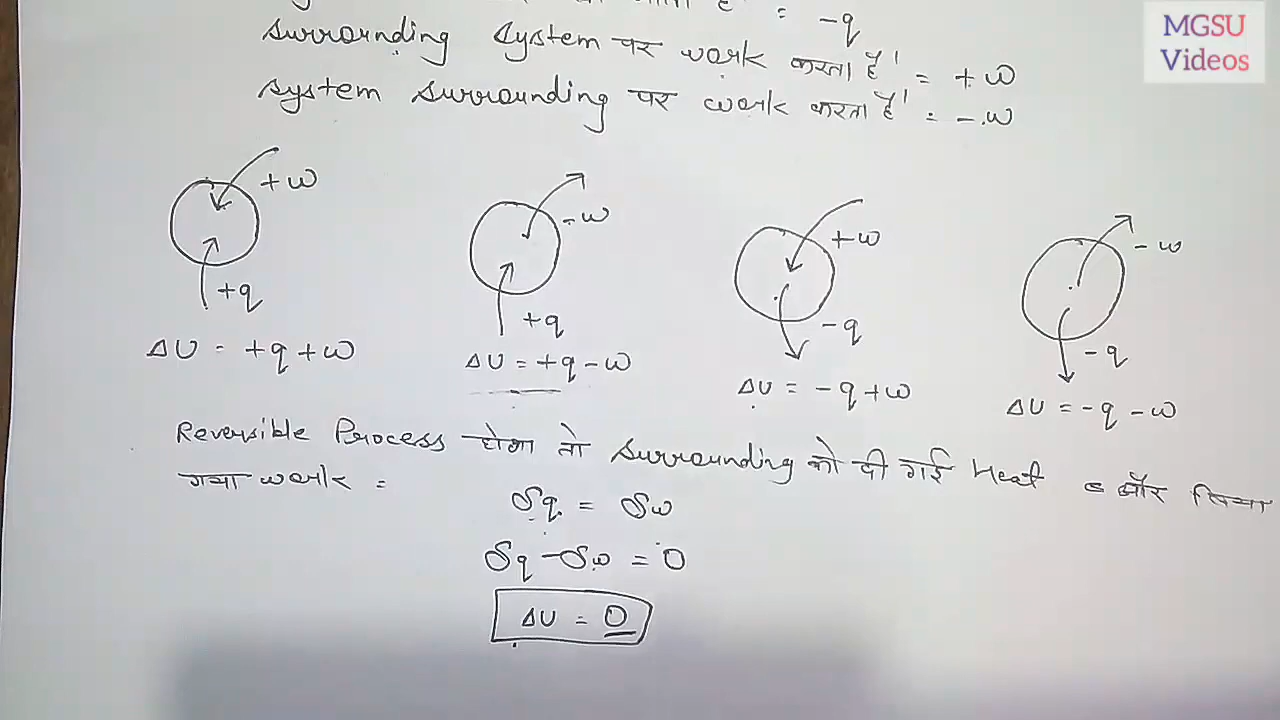 = -q
surrounding system पर work करता है' = +w
system surrounding पर work करता है' = -w
MGSU
Videos
+w
+q
ΔU = +q +w
-w
+q
ΔU = +q -w
+w
-q
ΔU = -q +w
-w
-q
ΔU = -q -w
Reversible Process होगा तो surrounding को दी गई Heat और लिया
गया work =
δq = δw
δq - δw = 0
ΔU = 0